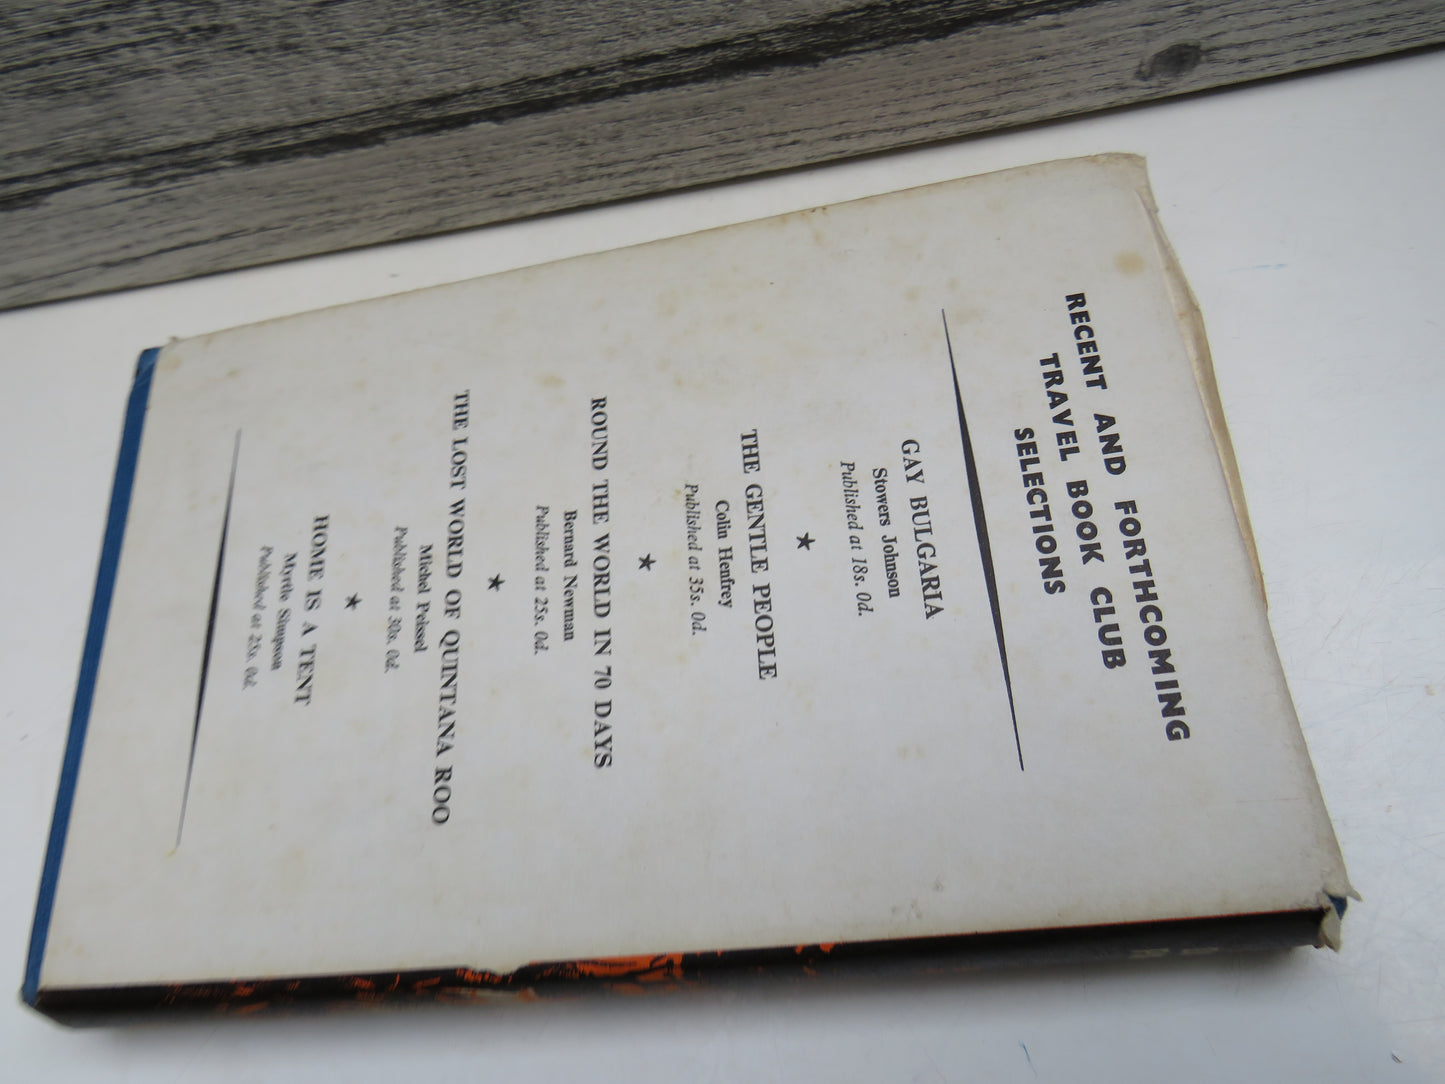 RECENT AND FORTHCOMING
TRAVEL BOOK CLUB
SELECTIONS
GAY BULGARIA
Stowers Johnson
Published at 18s. 0d.
★
THE GENTLE PEOPLE
Colin Henfrey
Published at 35s. 0d.
★
ROUND THE WORLD IN 70 DAYS
Bernard Newman
Published at 25s. 0d.
★
THE LOST WORLD OF QUINTANA ROO
Michel Peissel
Published at 30s. 0d.
★
HOME IS A TENT
Myrtle Simpson
Published at 25s. 0d.